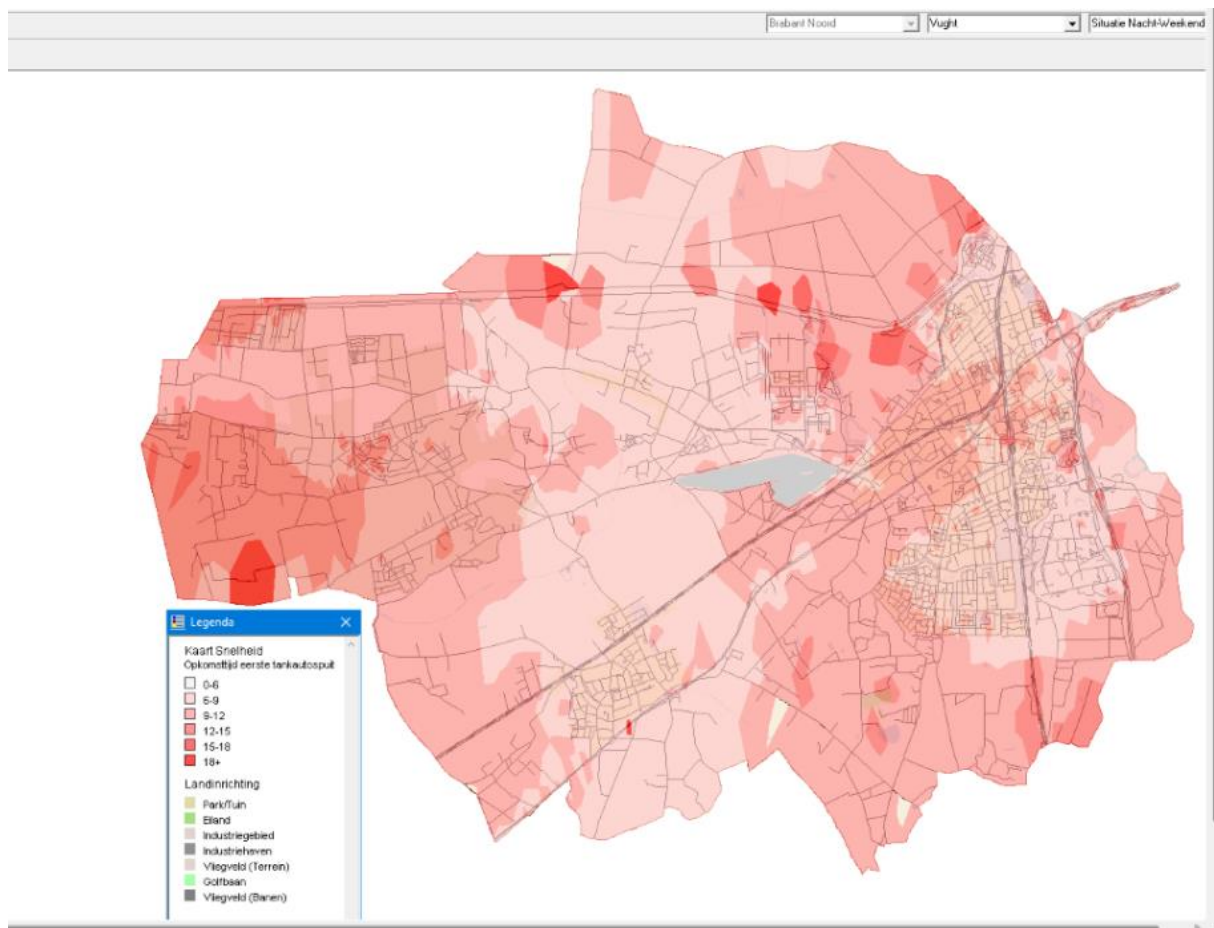 Brabant Noord
Vught
Situatie Nacht-Weekend
Legenda
Kaart Snelheid
Opkomsttijd eerste tankautospuit
0-6
6-9
9-12
12-15
15-18
18+
Landinrichting
Park/Tuin
Eiland
Industriegebied
Industriehaven
Vliegveld (Terrein)
Golfbaan
Vliegveld (Banen)